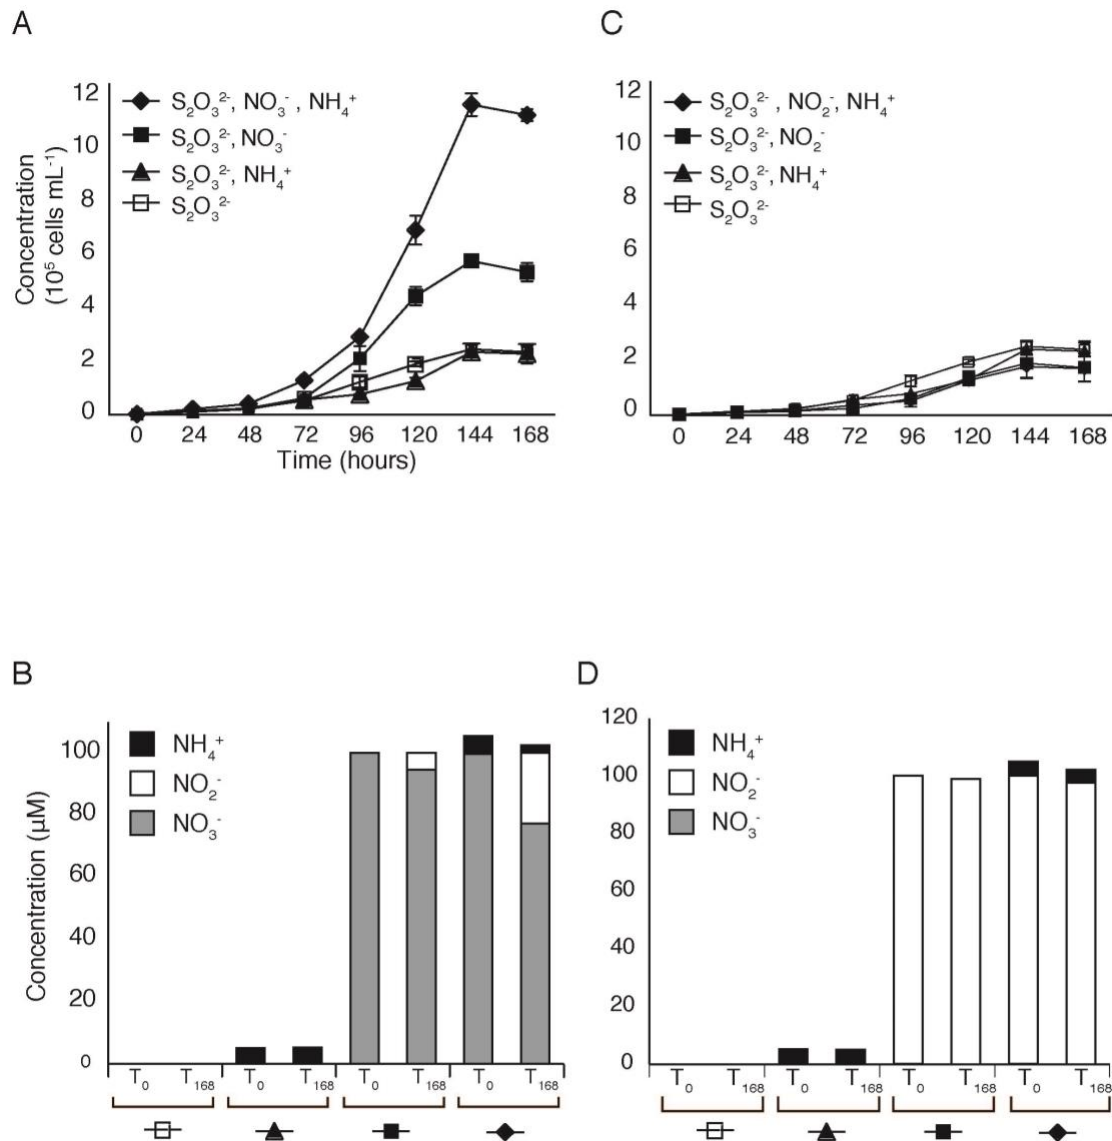 A
Concentration
(10⁵ cells mL⁻¹)
12
10
8
6
4
2
0
S₂O₃²⁻, NO₃⁻ , NH₄⁺
S₂O₃²⁻, NO₃⁻
S₂O₃²⁻, NH₄⁺
S₂O₃²⁻
0 24 48 72 96 120 144 168
Time (hours)
C
12
10
8
6
4
2
0
S₂O₃²⁻ , NO₂⁻, NH₄⁺
S₂O₃²⁻, NO₂⁻
S₂O₃²⁻, NH₄⁺
S₂O₃²⁻
0 24 48 72 96 120 144 168
B
Concentration (µM)
100
80
60
40
20
0
NH₄⁺
NO₂⁻
NO₃⁻
T₀ T₁₆₈ T₀ T₁₆₈ T₀ T₁₆₈ T₀ T₁₆₈
D
120
100
80
60
40
20
0
NH₄⁺
NO₂⁻
NO₃⁻
T₀ T₁₆₈ T₀ T₁₆₈ T₀ T₁₆₈ T₀ T₁₆₈